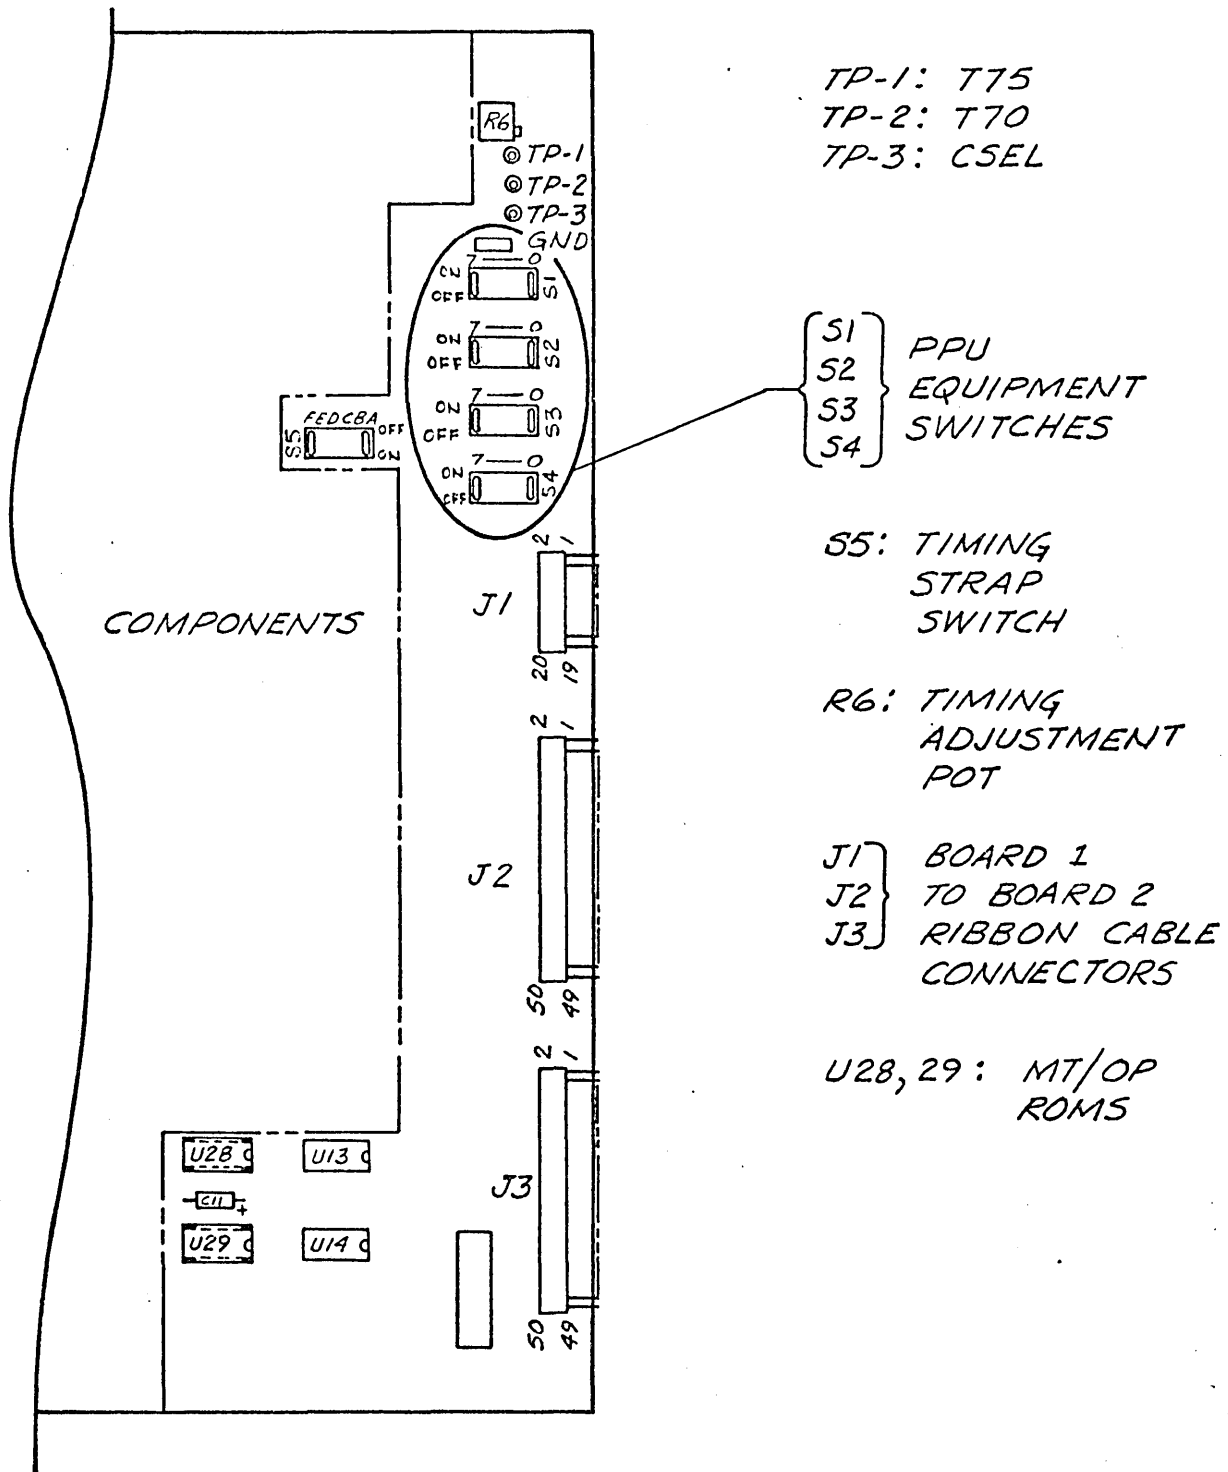 TP-1: T75
TP-2: T70
TP-3: CSEL
R6
TP-1
TP-2
TP-3
GND
7 — 0
ON
OFF
S1
7 — 0
ON
OFF
S2
7 — 0
ON
OFF
S3
7 — 0
ON
OFF
S4
FEDCBA
S5
OFF
ON
S1
S2
S3
S4
PPU
EQUIPMENT
SWITCHES
S5: TIMING
STRAP
SWITCH
COMPONENTS
2 1
J1
20 19
R6: TIMING
ADJUSTMENT
POT
2 1
J2
50 49
J1
J2
J3
BOARD 1
TO BOARD 2
RIBBON CABLE
CONNECTORS
2 1
J3
50 49
U28, 29: MT/OP
ROMS
U28
U13
C11
+
U29
U14